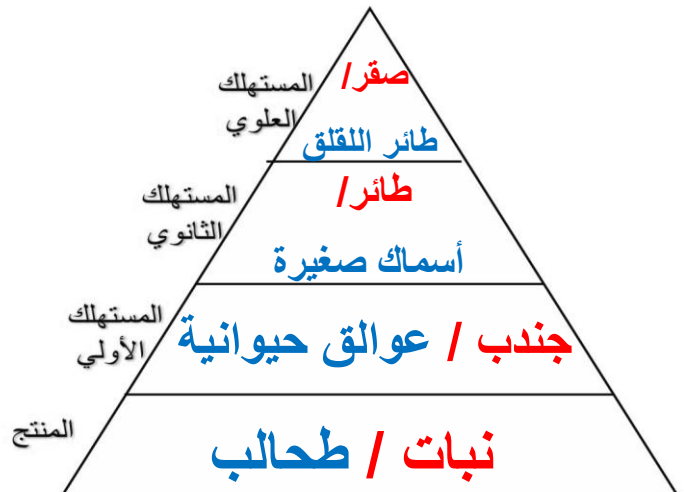 المستهلك
العلوي
صقر/
طائر اللقلق
المستهلك
الثانوي
طائر/
أسماك صغيرة
المستهلك
الأولي
جندب / عوالق حيوانية
المنتج
نبات / طحالب